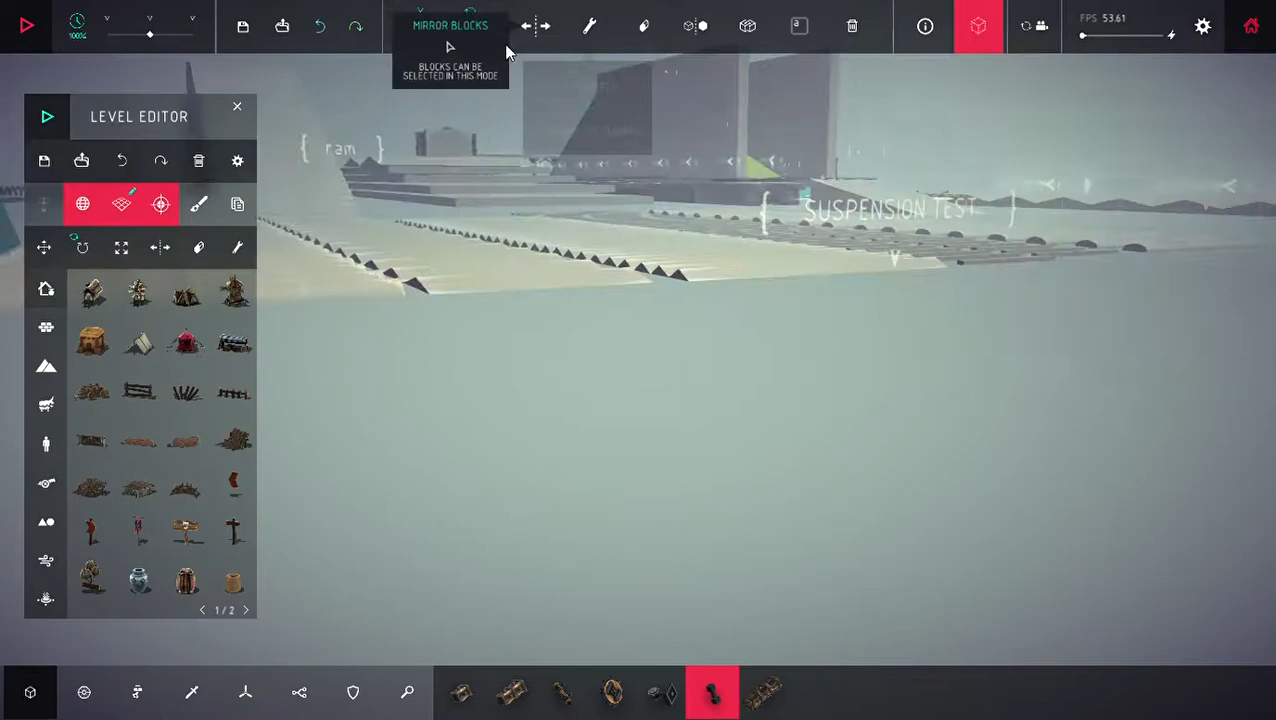 MIRROR BLOCKS
FPS 53.61
100%
BLOCKS CAN BE
SELECTED IN THIS MODE
LEVEL EDITOR
{ ram }
{ SUSPENSION TEST }
1/2